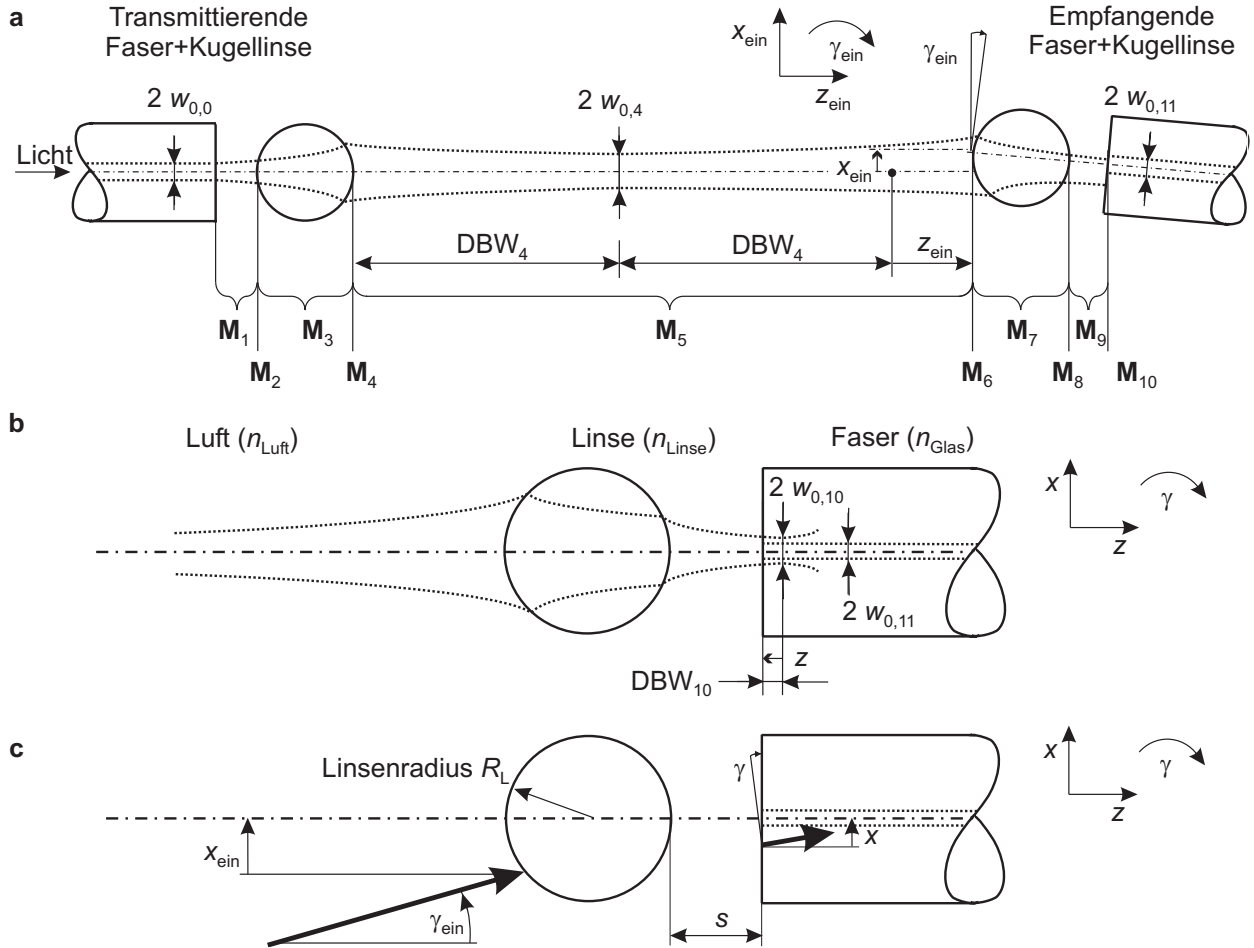 a
Transmittierende
Faser+Kugellinse
Empfangende
Faser+Kugellinse
x_ein
γ_ein
z_ein
γ_ein
2 w_0,0
2 w_0,4
2 w_0,11
Licht
x_ein
DBW_4
DBW_4
z_ein
M_1
M_3
M_5
M_7
M_9
M_2
M_4
M_6
M_8
M_10
b
Luft (n_Luft)
Linse (n_Linse)
Faser (n_Glas)
2 w_0,10
x
γ
z
2 w_0,11
z
DBW_10
c
Linsenradius R_L
γ
x
γ
z
x_ein
x
γ_ein
s